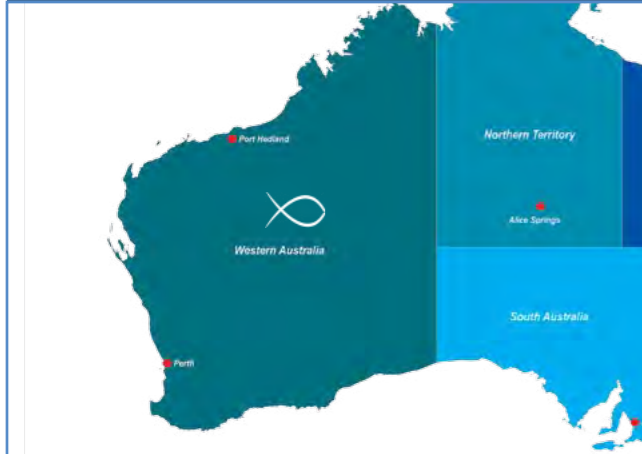 Port Hedland
Northern Territory
Alice Springs
Western Australia
South Australia
Perth